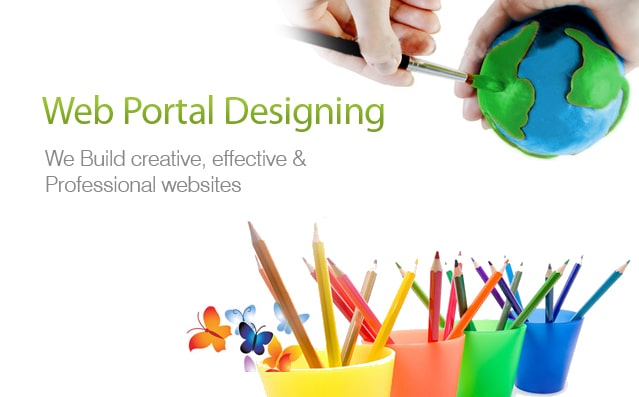 Web Portal Designing
We Build creative, effective &
Professional websites